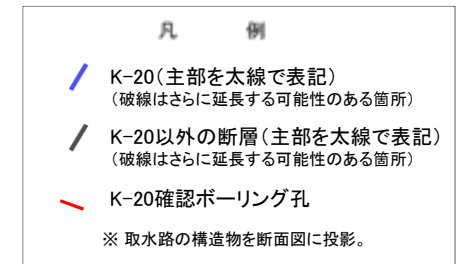 凡 例
K-20(主部を太線で表記)
(破線はさらに延長する可能性のある箇所)
K-20以外の断層(主部を太線で表記)
(破線はさらに延長する可能性のある箇所)
K-20確認ボーリング孔
※ 取水路の構造物を断面図に投影。